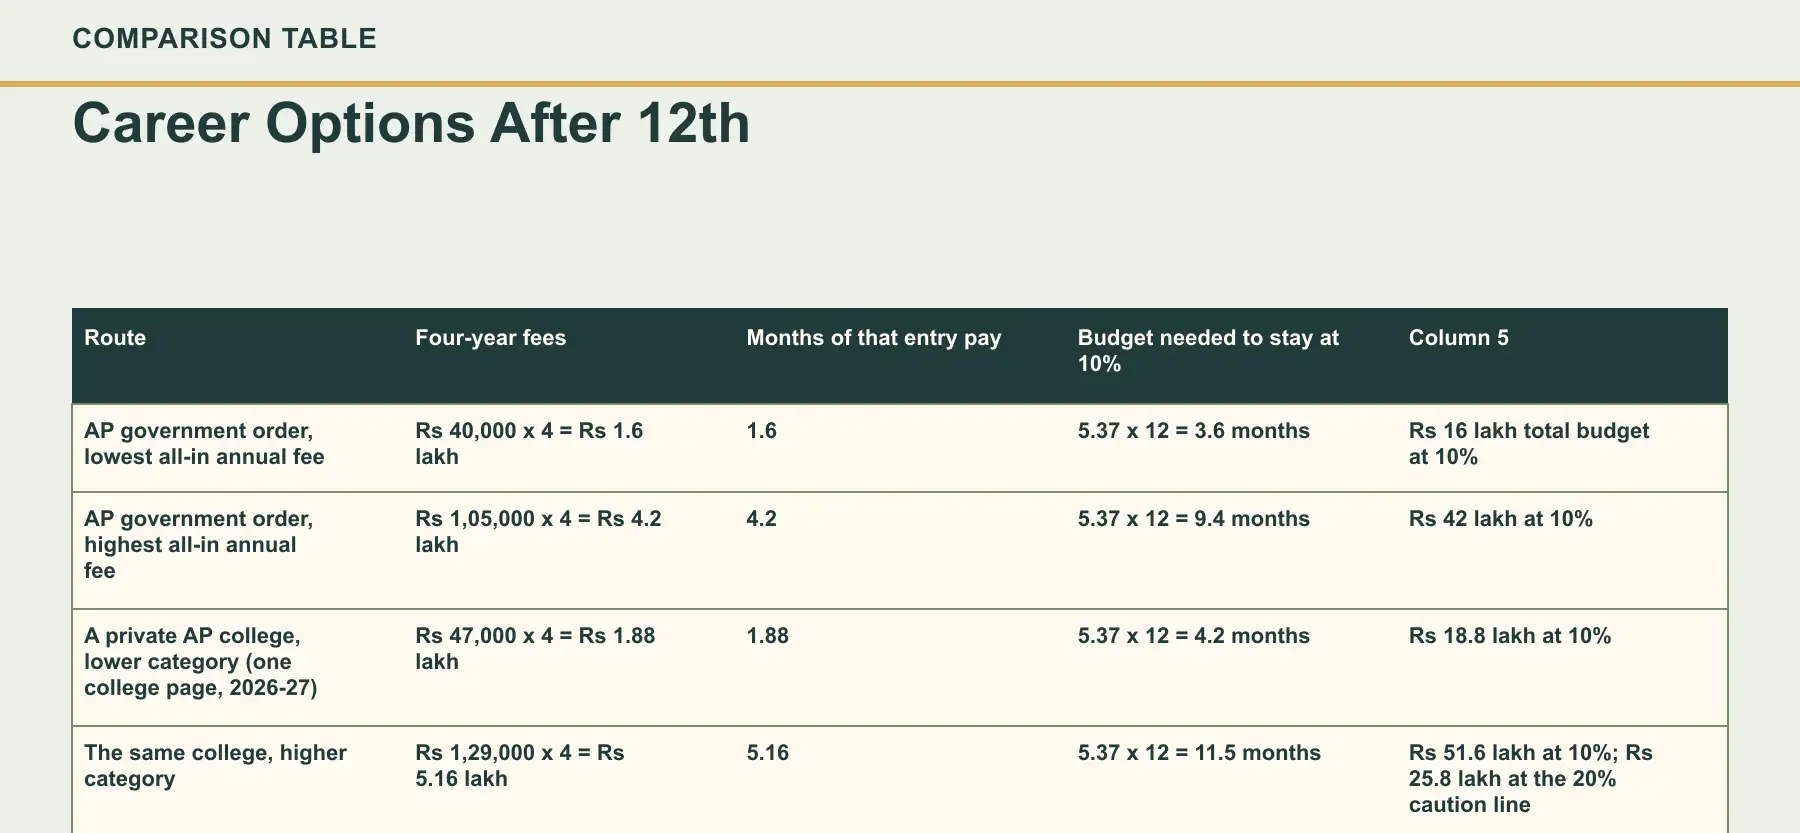 COMPARISON TABLE
Career Options After 12th
Route
Four-year fees
Months of that entry pay
Budget needed to stay at
10%
Column 5
AP government order,
lowest all-in annual fee
Rs 40,000 x 4 = Rs 1.6
lakh
1.6
5.37 x 12 = 3.6 months
Rs 16 lakh total budget
at 10%
AP government order,
highest all-in annual
fee
Rs 1,05,000 x 4 = Rs 4.2
lakh
4.2
5.37 x 12 = 9.4 months
Rs 42 lakh at 10%
A private AP college,
lower category (one
college page, 2026-27)
Rs 47,000 x 4 = Rs 1.88
lakh
1.88
5.37 x 12 = 4.2 months
Rs 18.8 lakh at 10%
The same college, higher
category
Rs 1,29,000 x 4 = Rs
5.16 lakh
5.16
5.37 x 12 = 11.5 months
Rs 51.6 lakh at 10%; Rs
25.8 lakh at the 20%
caution line